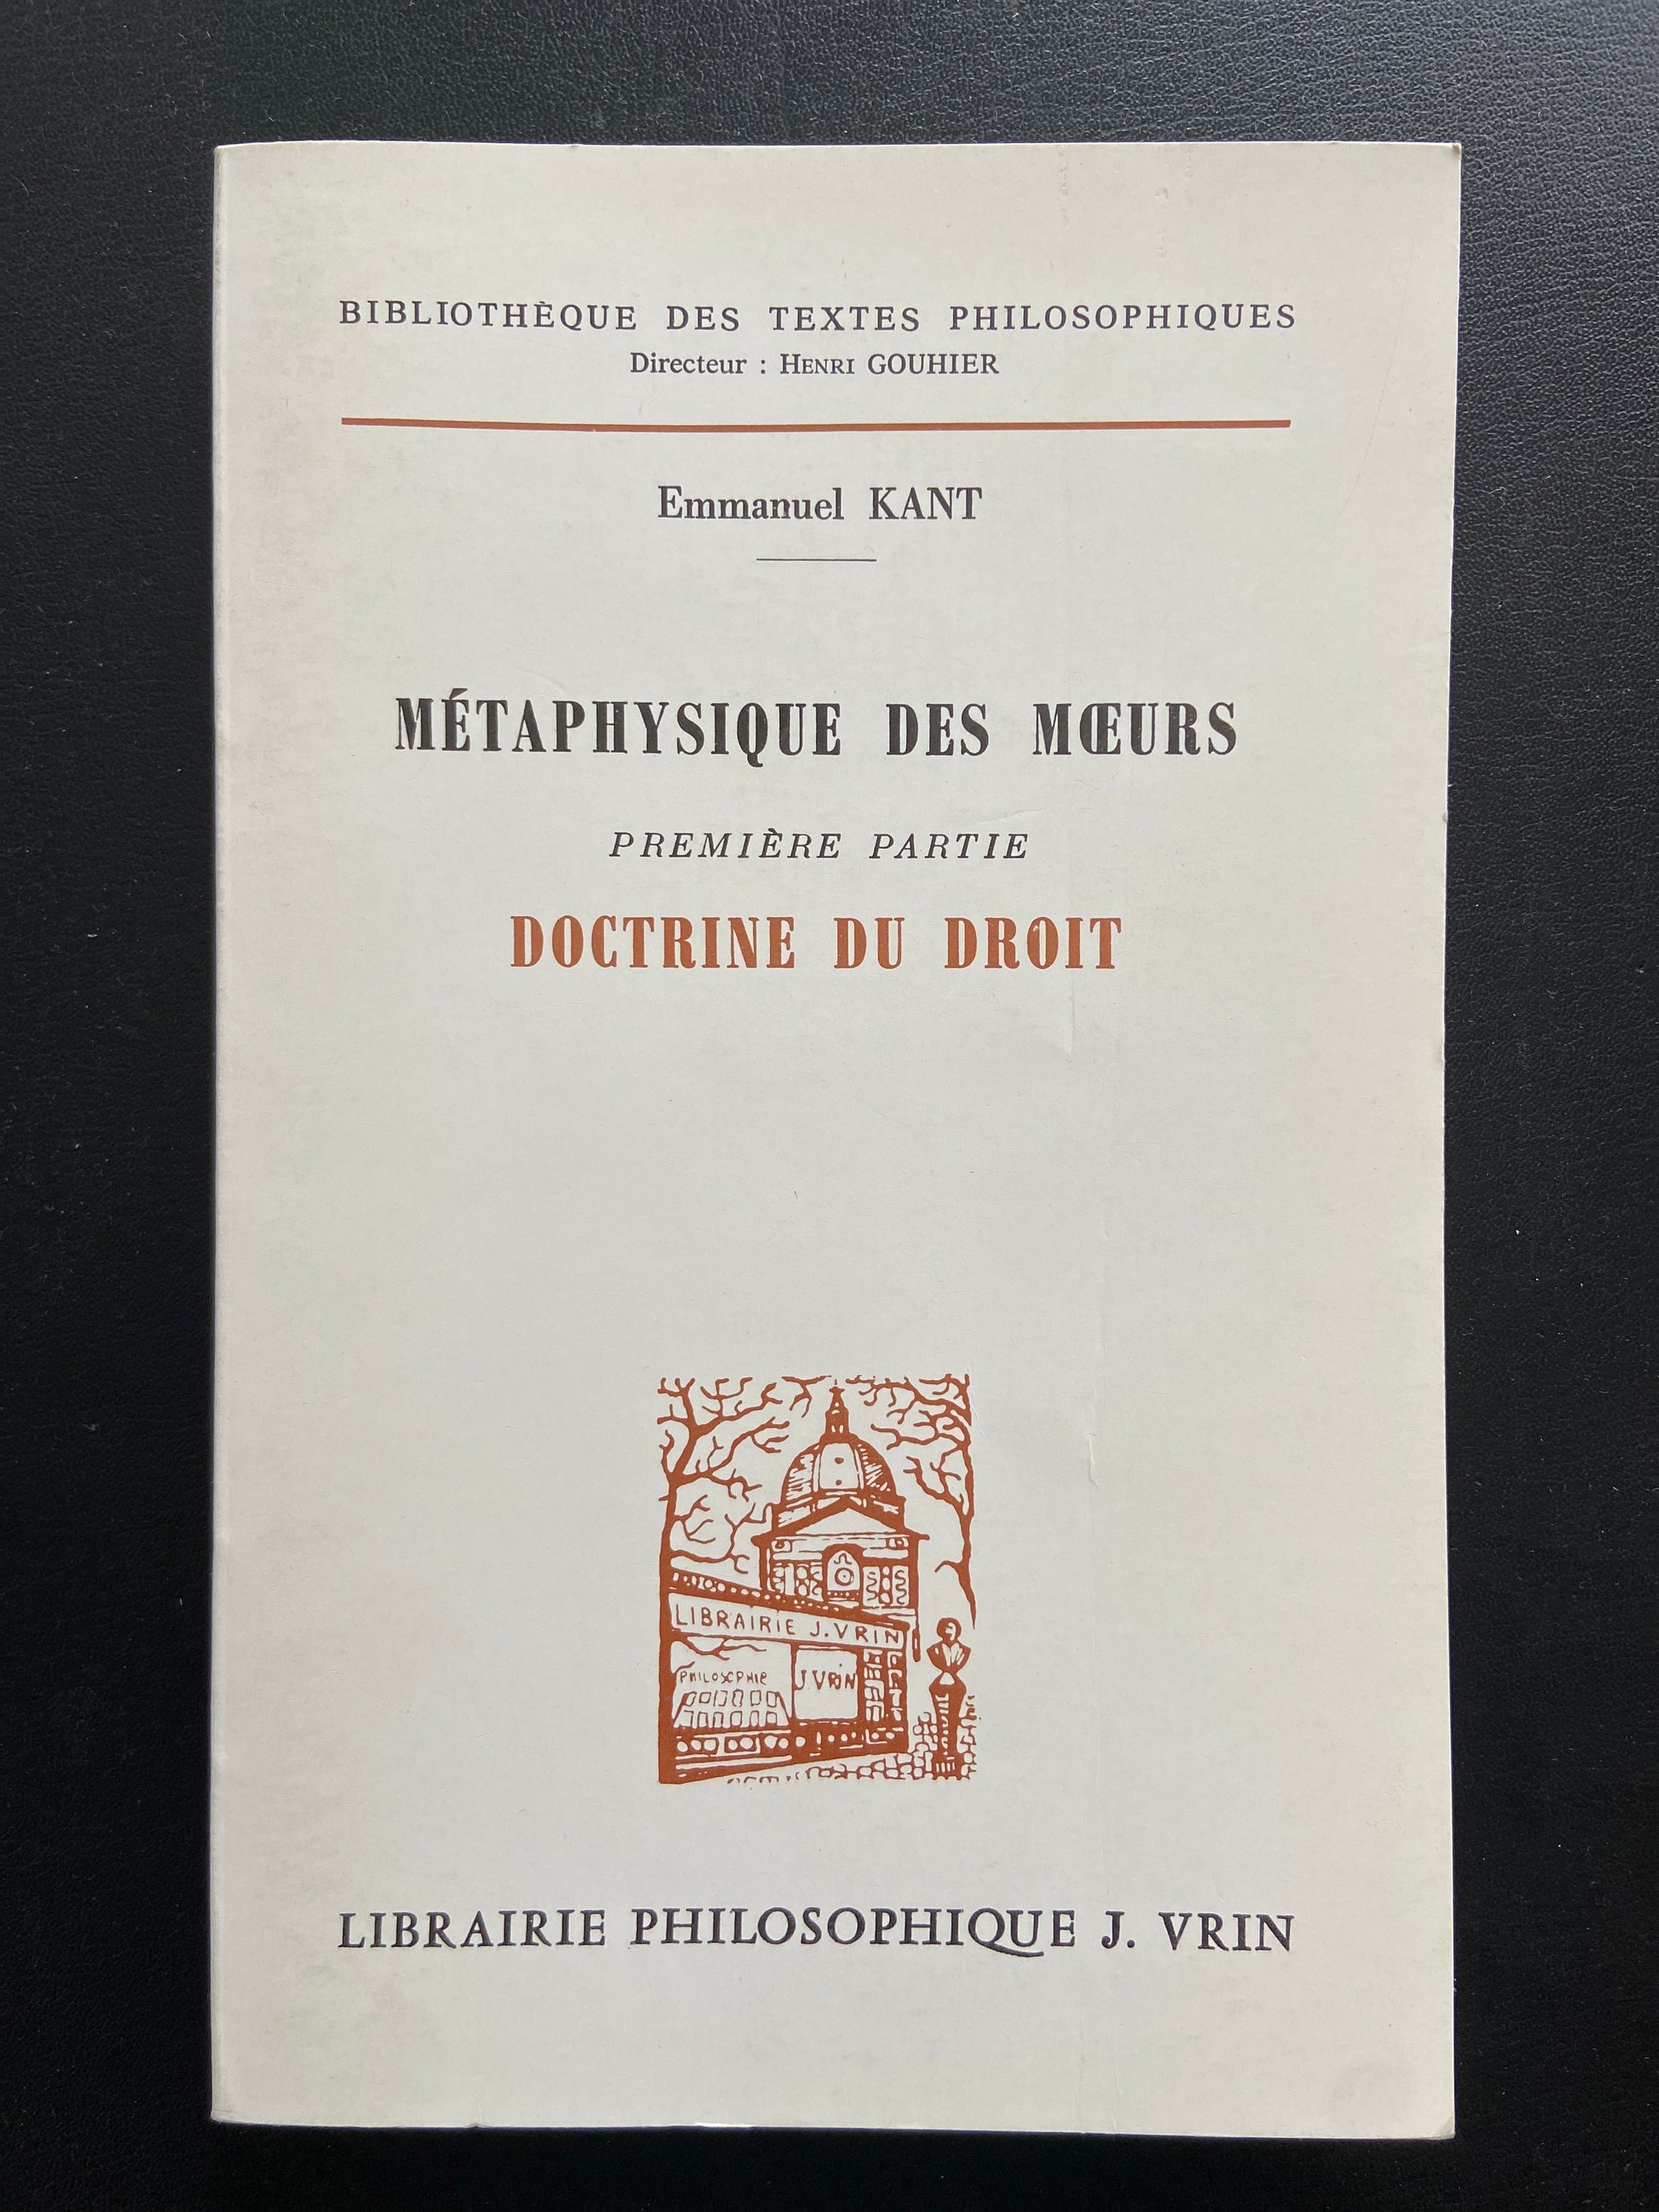 BIBLIOTHÈQUE DES TEXTES PHILOSOPHIQUES
Directeur : HENRI GOUHIER
Emmanuel KANT
MÉTAPHYSIQUE DES MŒURS
PREMIÈRE PARTIE
DOCTRINE DU DROIT
LIBRAIRIE J. VRIN
PHILOSOPHIE
J. VRIN
LIBRAIRIE PHILOSOPHIQUE J. VRIN